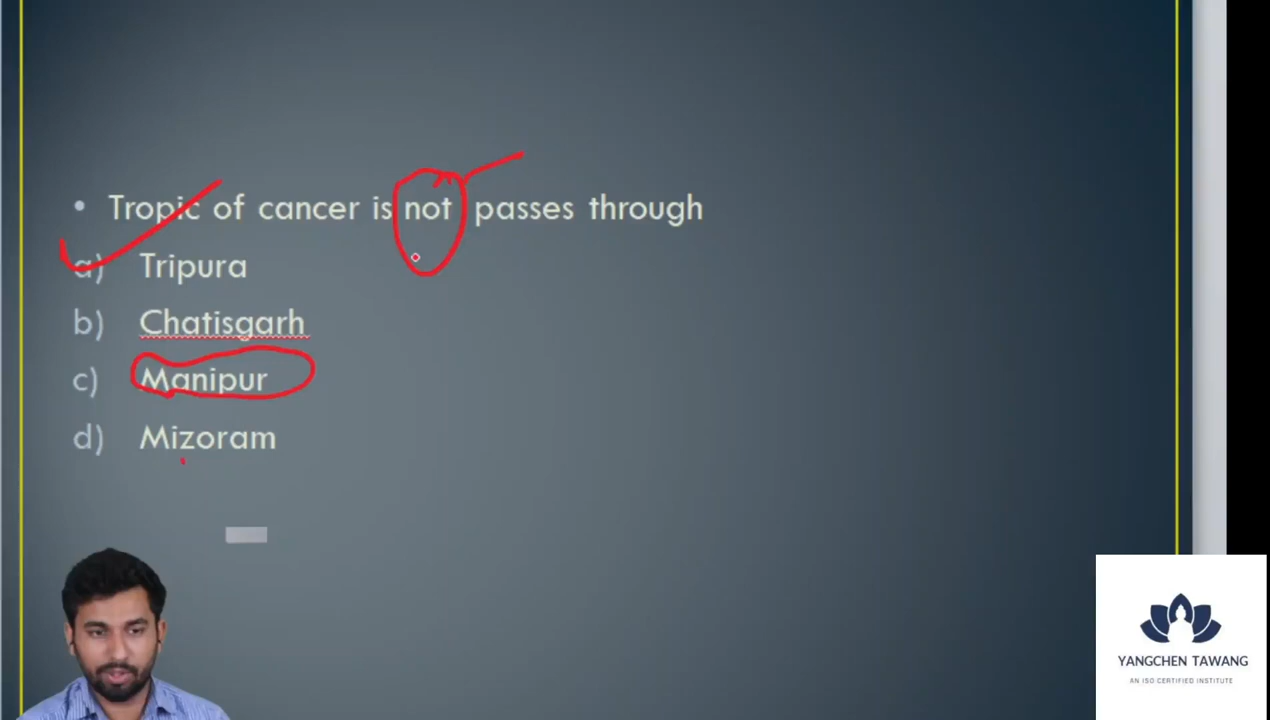 • Tropic of cancer is not passes through
a) Tripura
b) Chatisgarh
c) Manipur
d) Mizoram
YANGCHEN TAWANG
AN ISO CERTIFIED INSTITUTE